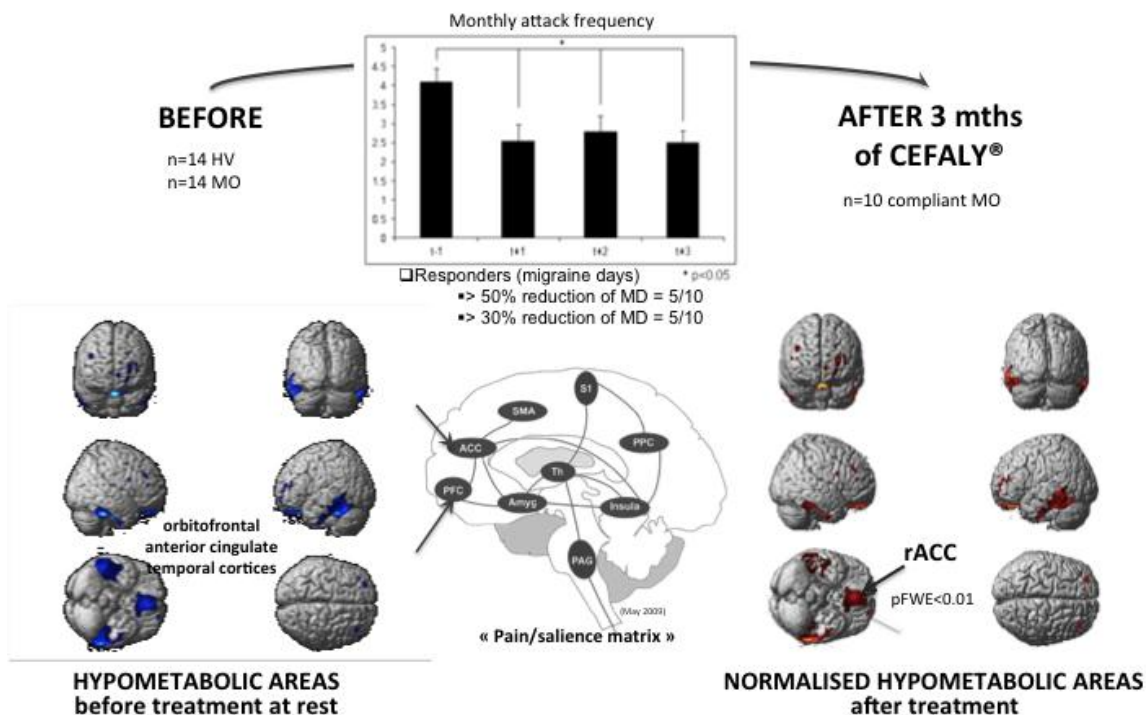 Monthly attack frequency
BEFORE
n=14 HV
n=14 MO
*
5
4.5
4
3.5
3
2.5
2
1.5
1
0.5
0
t-1
t+1
t+2
t+3
* p<0.05
AFTER 3 mths
of CEFALY®
n=10 compliant MO
❑Responders (migraine days)
▪> 50% reduction of MD = 5/10
▪> 30% reduction of MD = 5/10
orbitofrontal
anterior cingulate
temporal cortices
S1
SMA
ACC
PPC
Th
PFC
Amyg
Insula
PAG
(May 2009)
« Pain/salience matrix »
rACC
pFWE<0.01
HYPOMETABOLIC AREAS
before treatment at rest
NORMALISED HYPOMETABOLIC AREAS
after treatment